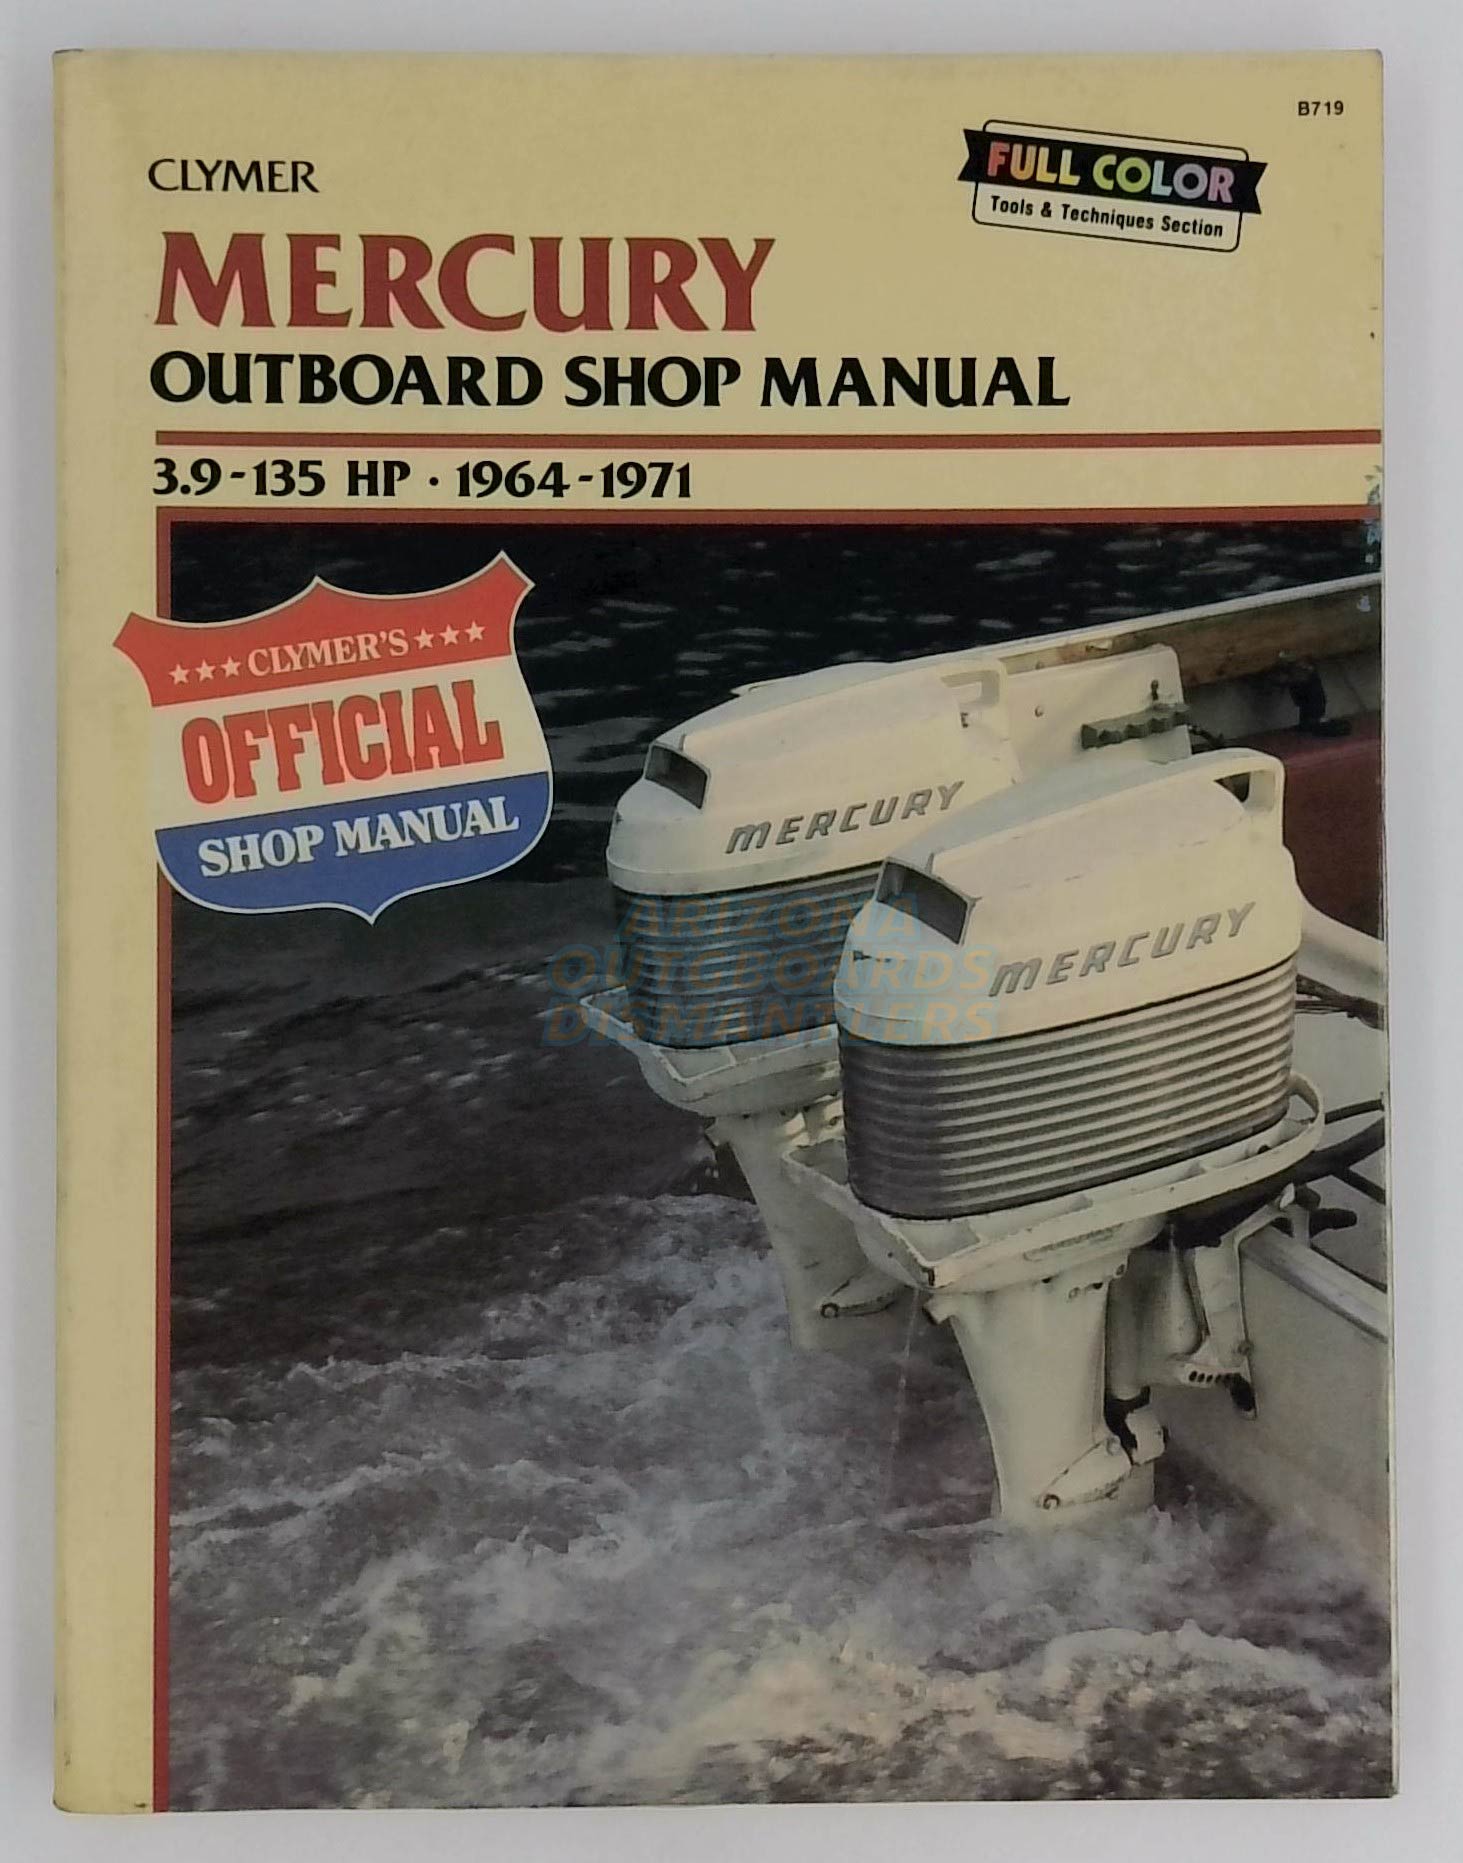 B719
FULL COLOR
Tools & Techniques Section
CLYMER
MERCURY
OUTBOARD SHOP MANUAL
3.9-135 HP · 1964-1971
★★★CLYMER'S★★★
OFFICIAL
SHOP MANUAL
MERCURY
MERCURY
ARIZONA
OUTGBOARDS
DISMANTLERS